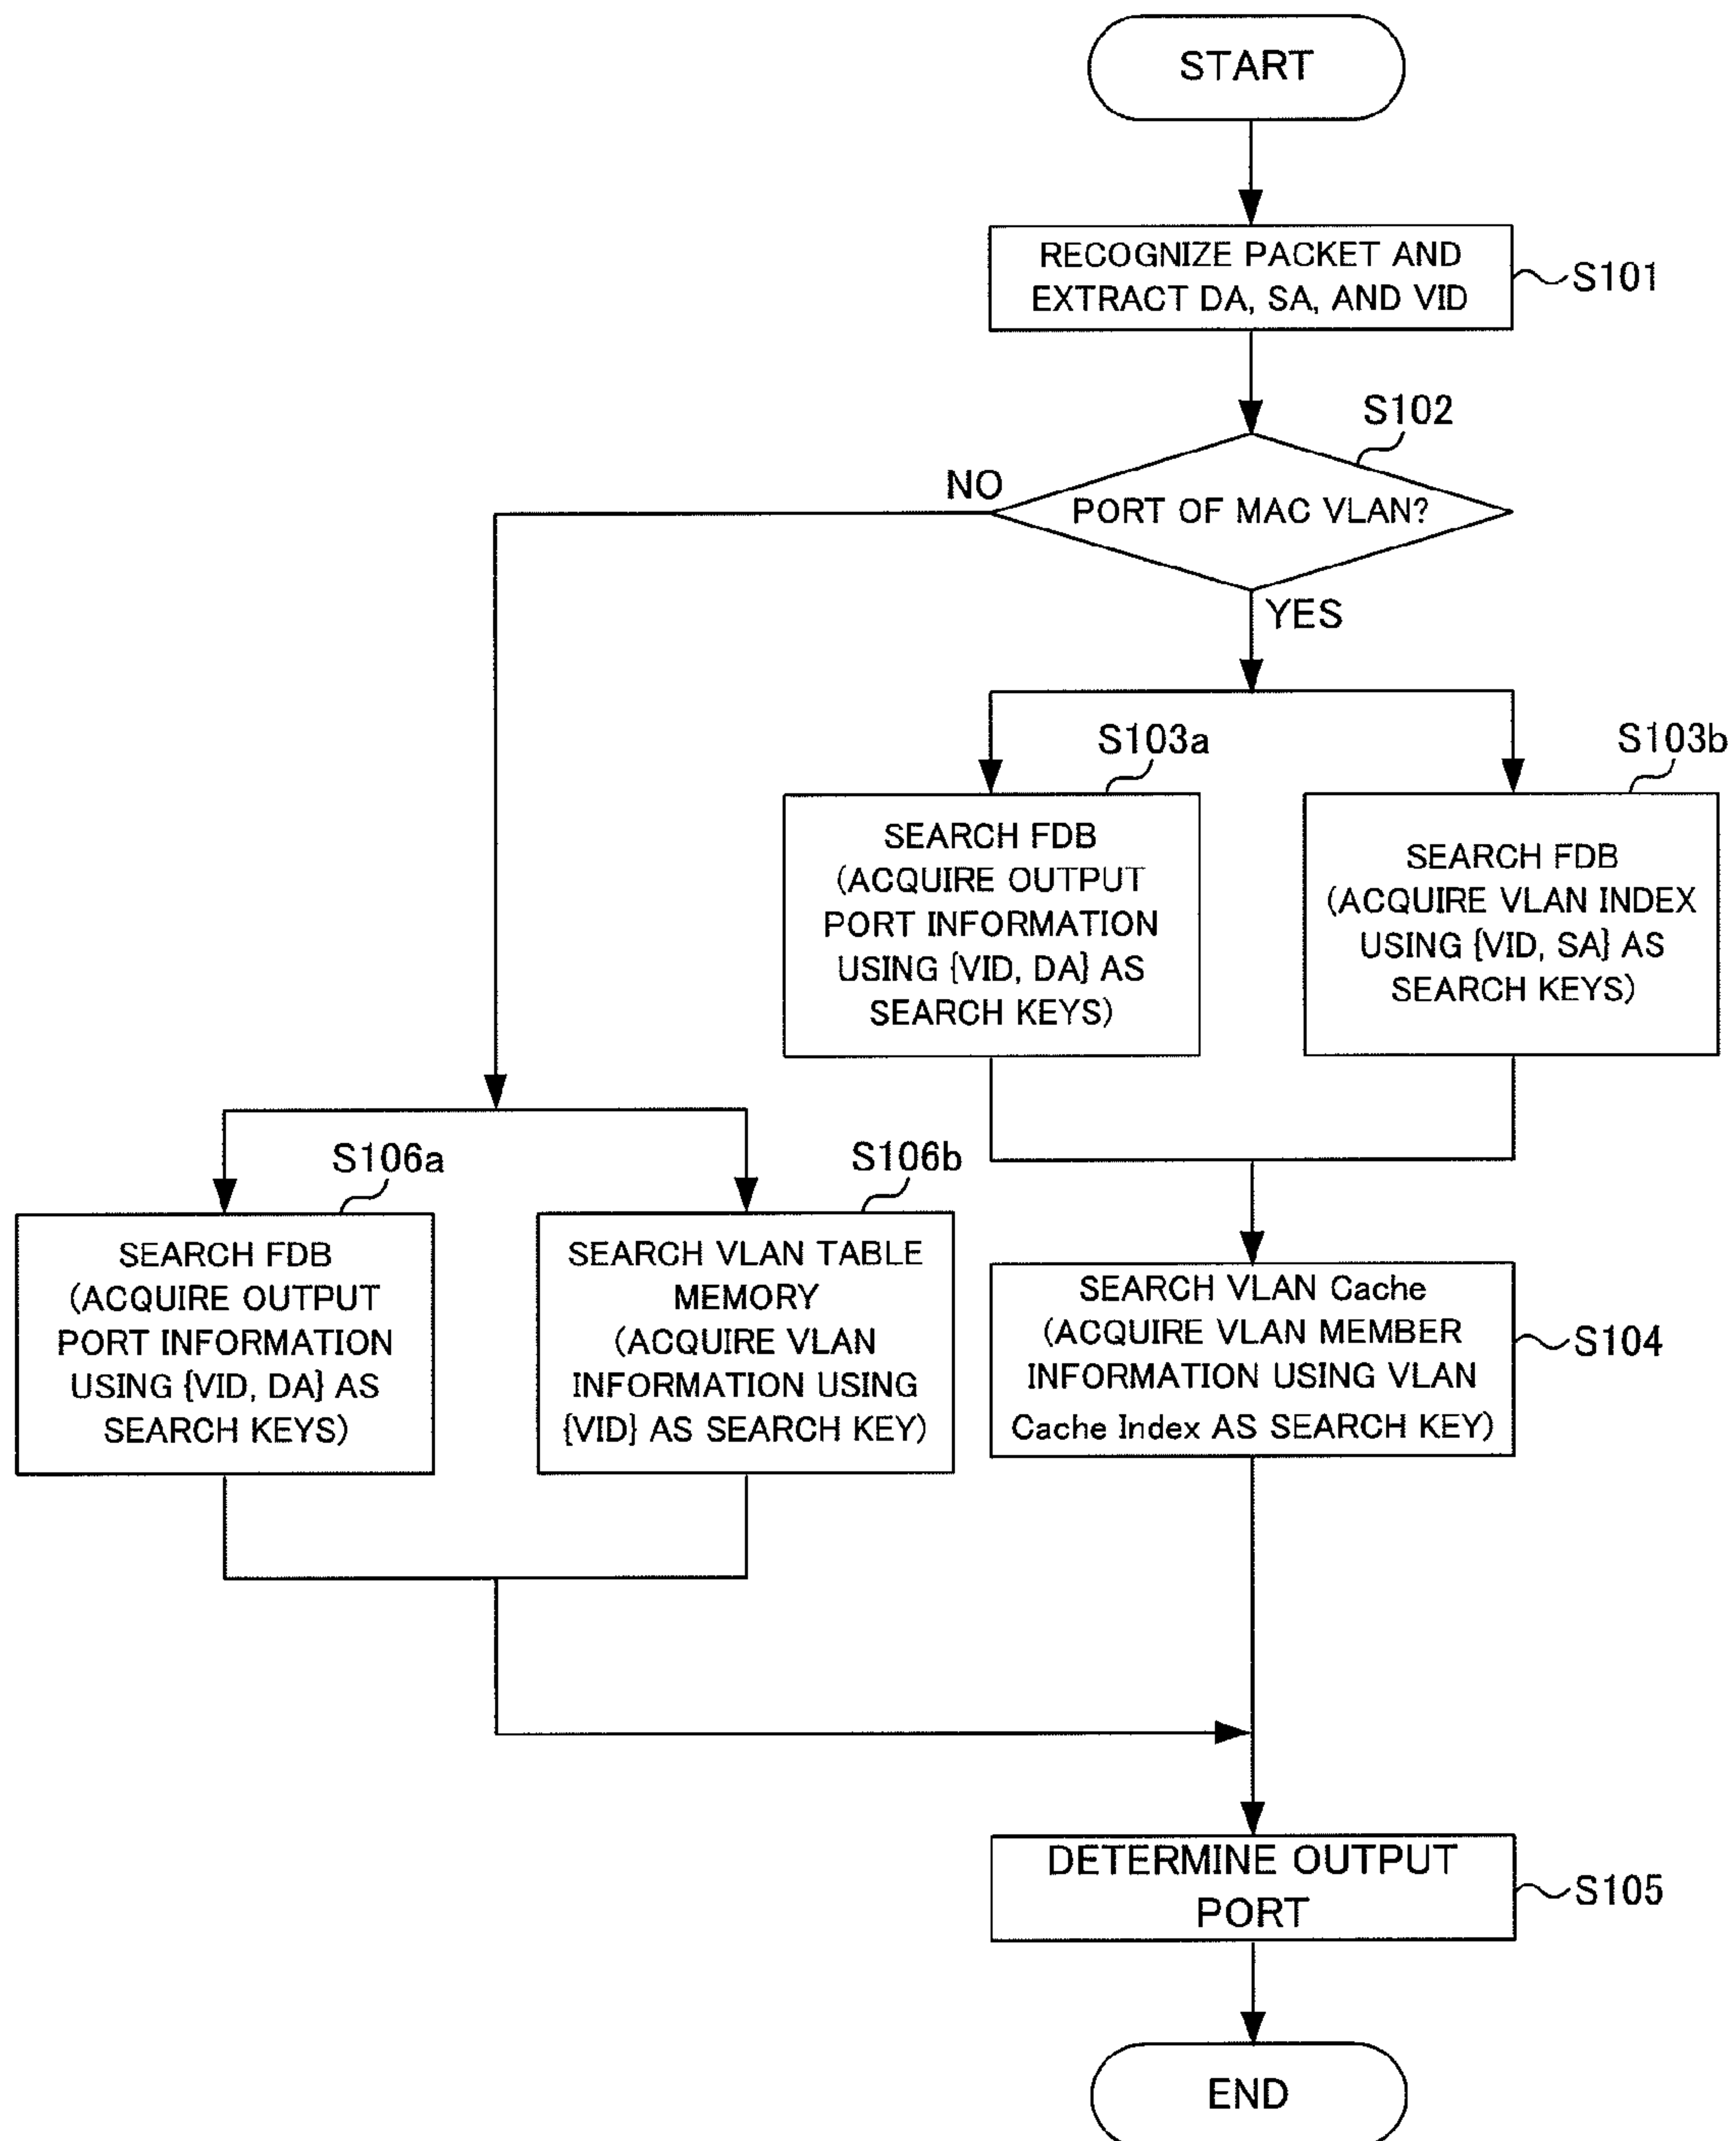 START
RECOGNIZE PACKET AND
EXTRACT DA, SA, AND VID
S101
S102
PORT OF MAC VLAN?
NO
YES
S103a
SEARCH FDB
(ACQUIRE OUTPUT
PORT INFORMATION
USING {VID, DA} AS
SEARCH KEYS)
S103b
SEARCH FDB
(ACQUIRE VLAN INDEX
USING {VID, SA} AS
SEARCH KEYS)
S106a
SEARCH FDB
(ACQUIRE OUTPUT
PORT INFORMATION
USING {VID, DA} AS
SEARCH KEYS)
S106b
SEARCH VLAN TABLE
MEMORY
(ACQUIRE VLAN
INFORMATION USING
{VID} AS SEARCH KEY)
SEARCH VLAN Cache
(ACQUIRE VLAN MEMBER
INFORMATION USING VLAN
Cache Index AS SEARCH KEY)
S104
DETERMINE OUTPUT
PORT
S105
END